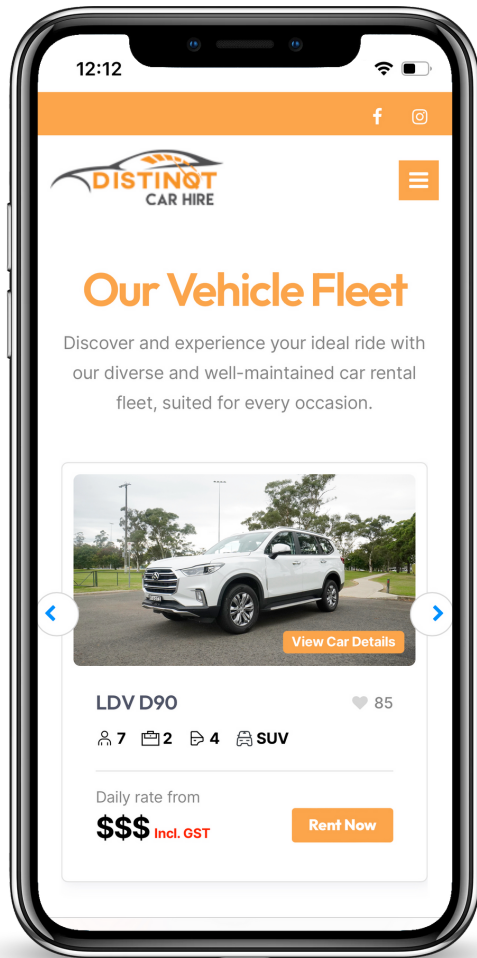 12:12
DISTINQT
CAR HIRE
Our Vehicle Fleet
Discover and experience your ideal ride with
our diverse and well-maintained car rental
fleet, suited for every occasion.
View Car Details
LDV D90 85
7 2 4 SUV
Daily rate from
$$$ Incl. GST
Rent Now